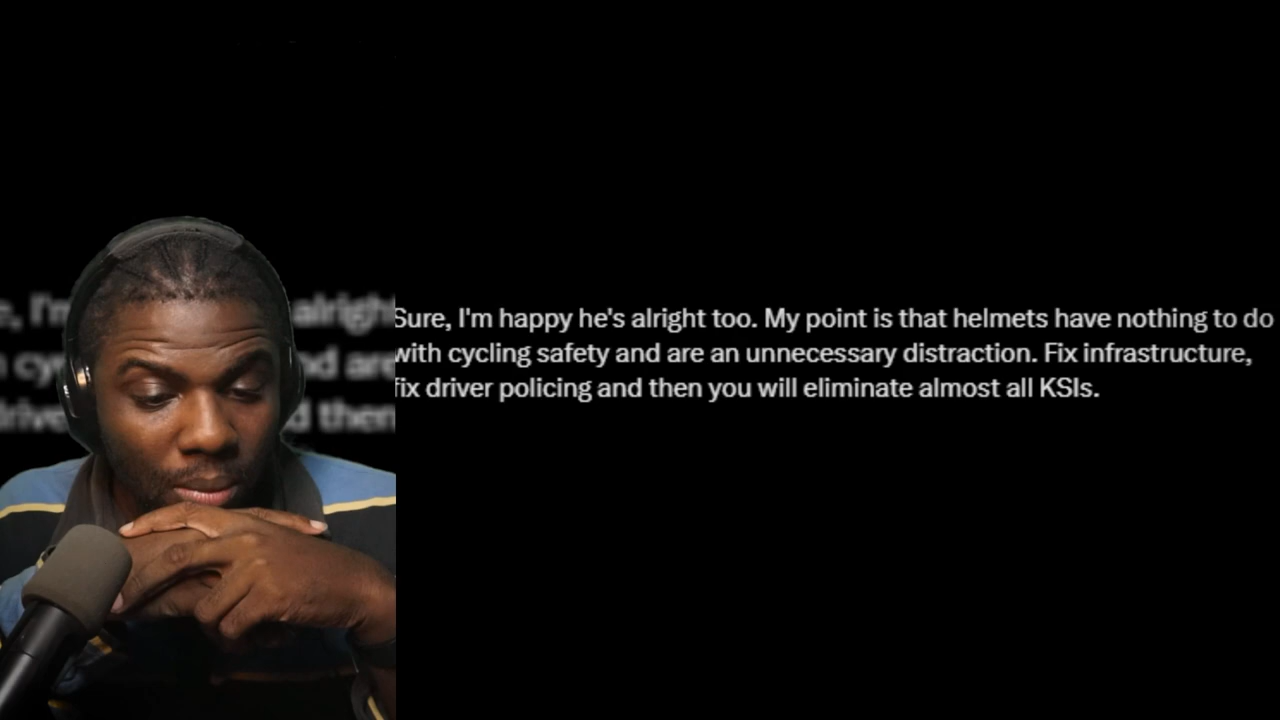 Sure, I'm happy he's alright too. My point is that helmets have nothing to do
with cycling safety and are an unnecessary distraction. Fix infrastructure,
fix driver policing and then you will eliminate almost all KSIs.